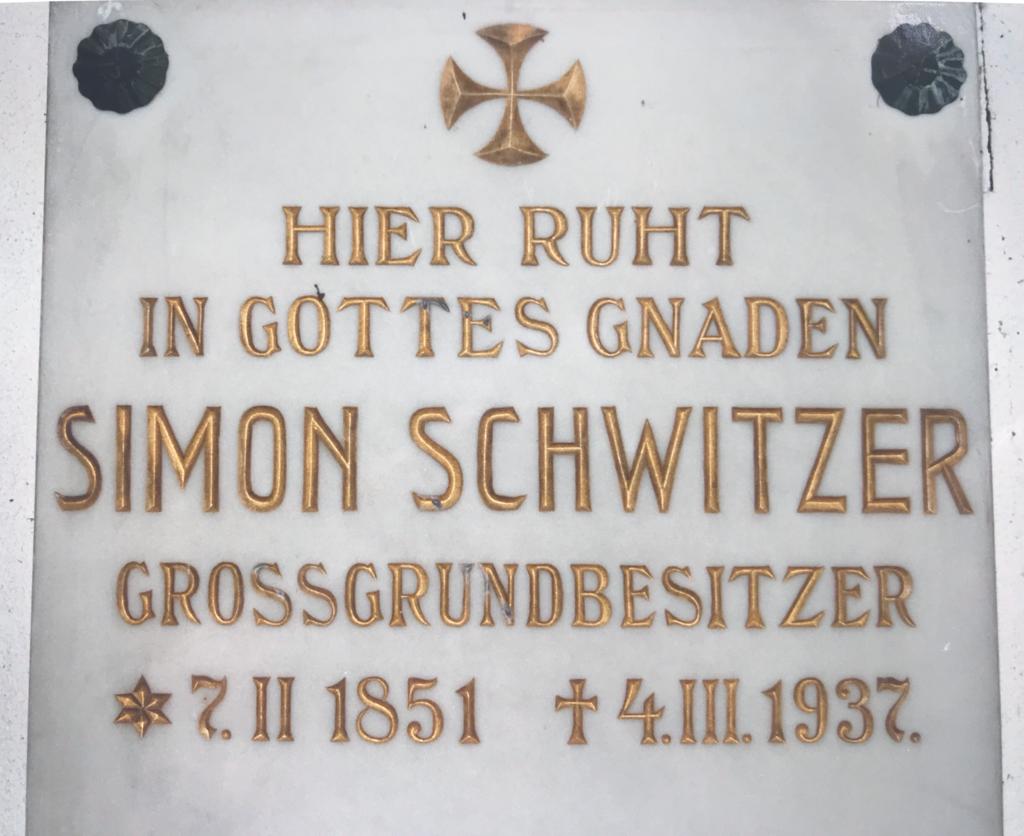 HIER RUHT
IN GOTTES GNADEN
SIMON SCHWITZER
GROSSGRUNDBESITZER
* 7. II 1851 † 4. III. 1937.